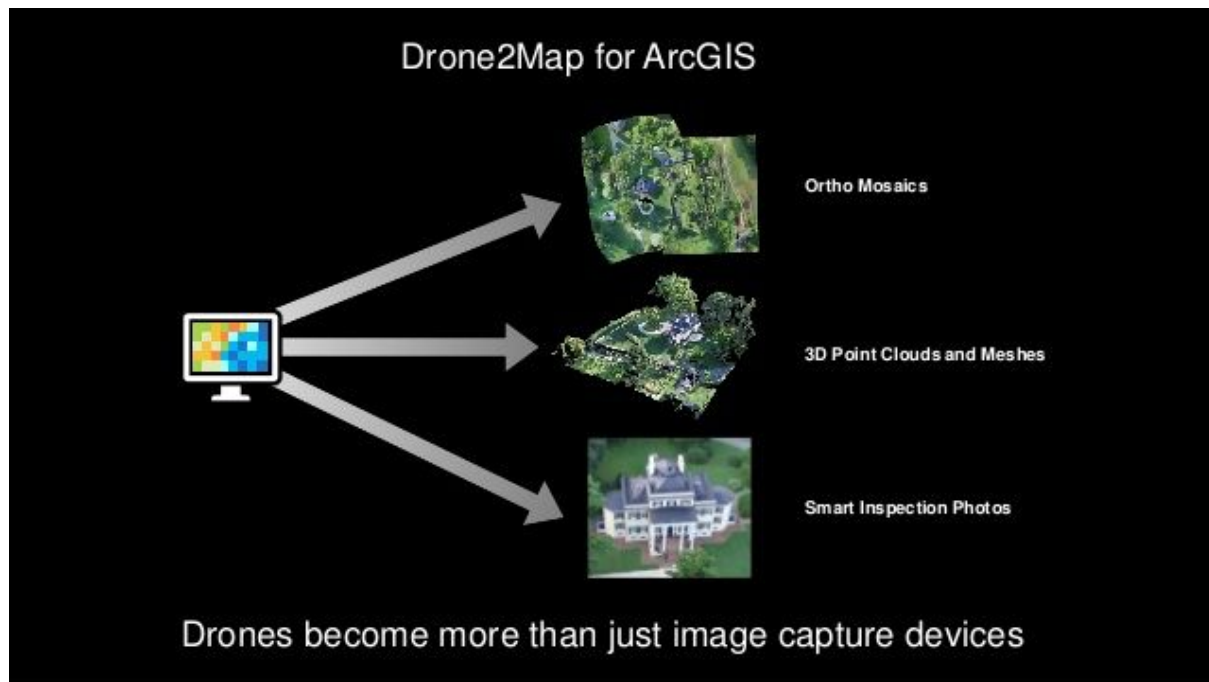 Drone2Map for ArcGIS
Ortho Mosaics
3D Point Clouds and Meshes
Smart Inspection Photos
Drones become more than just image capture devices